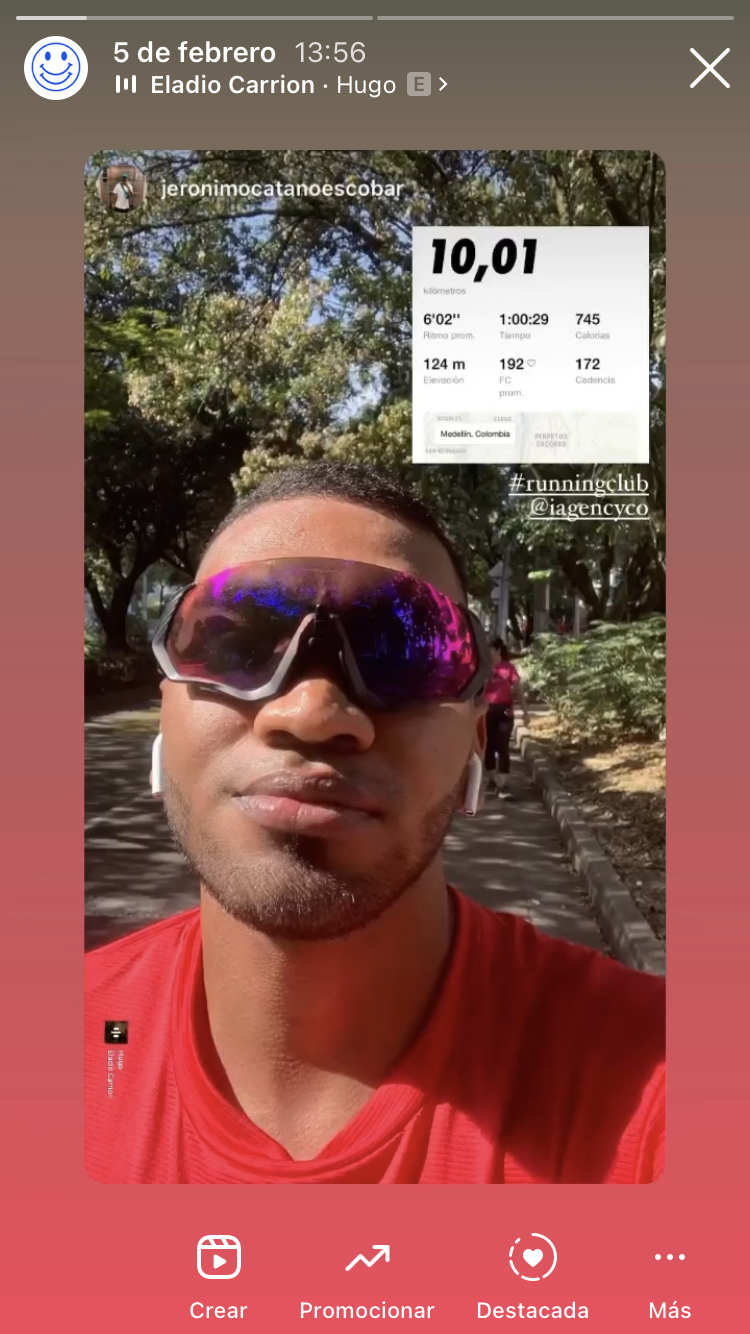 5 de febrero 13:56
Eladio Carrion · Hugo E
jeronimocatanoescobar
10,01
kilómetros
6'02'' 1:00:29 745
Ritmo prom. Tiempo Calorías
124 m 192 172
Elevación FC prom. Cadencia
Medellín, Colombia
PERPETUO
SOCORRO
#runningclub
@iagencyco
Hugo
Eladio Carrion
Crear Promocionar Destacada Más